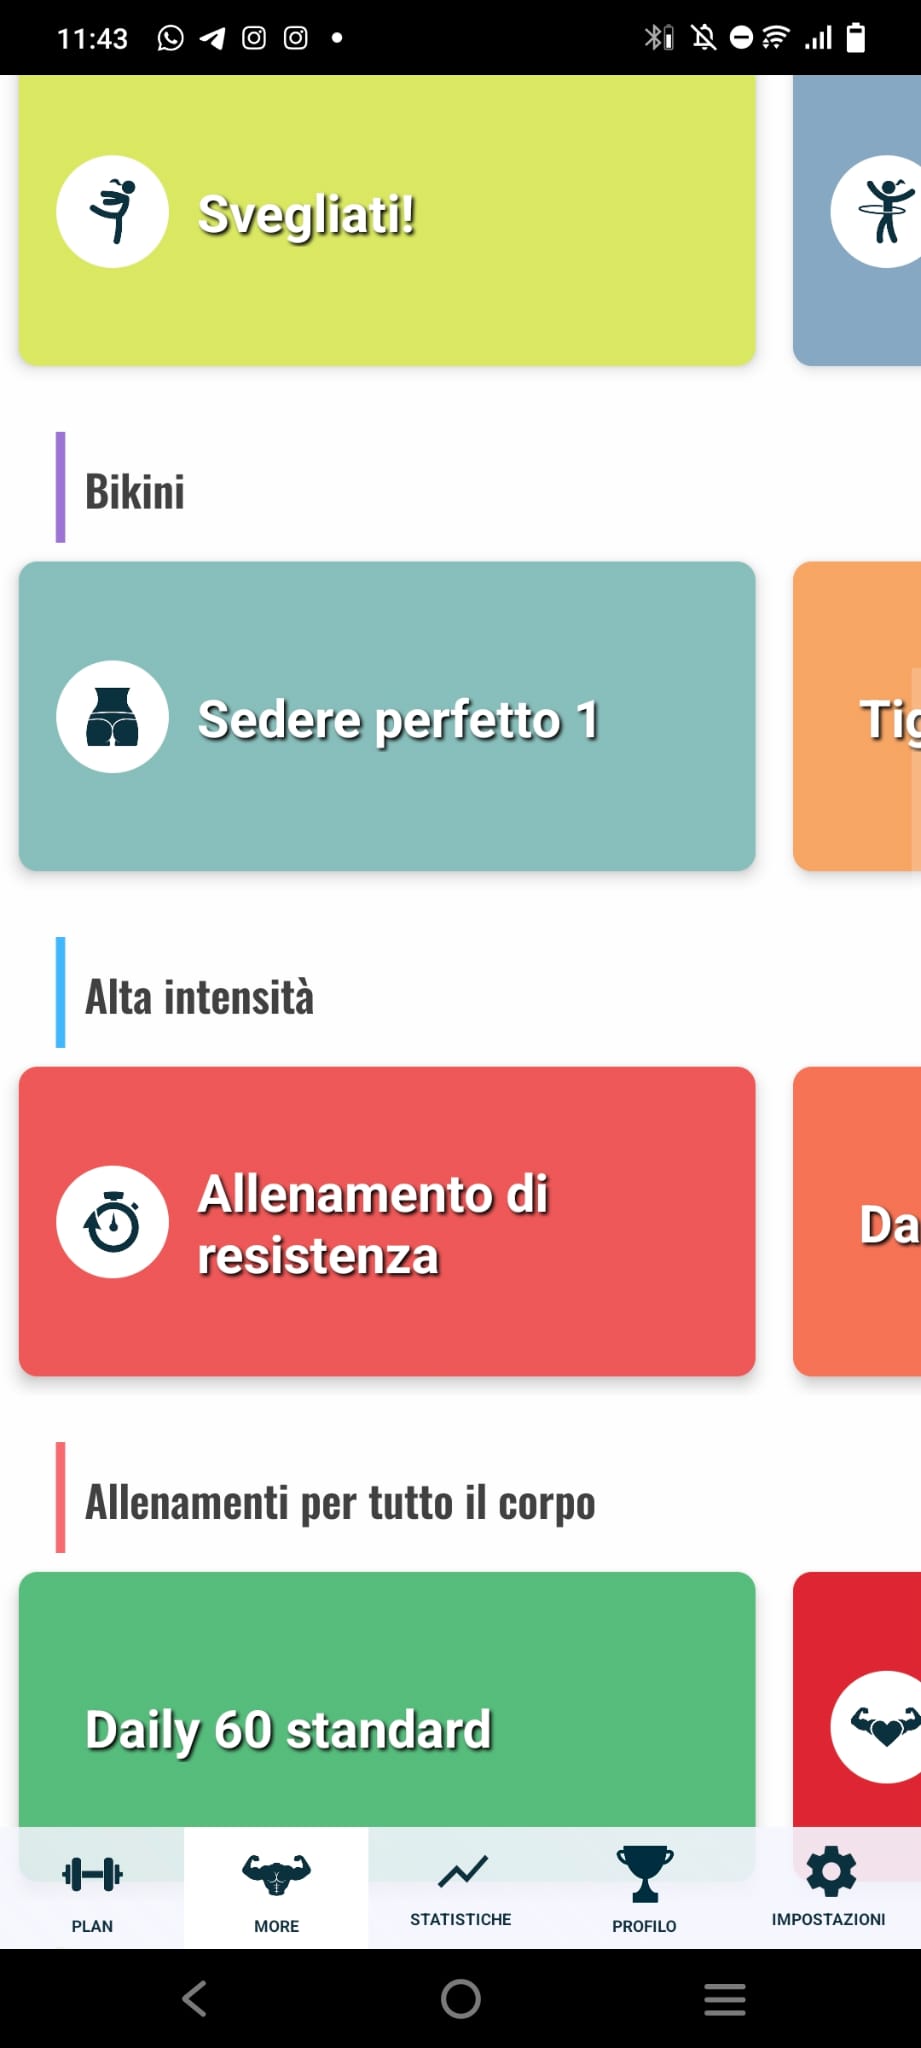 11:43
Svegliati!
Bikini
Sedere perfetto 1
Alta intensità
Allenamento di
resistenza
Da
Allenamenti per tutto il corpo
Daily 60 standard
PLAN
MORE
STATISTICHE
PROFILO
IMPOSTAZIONI